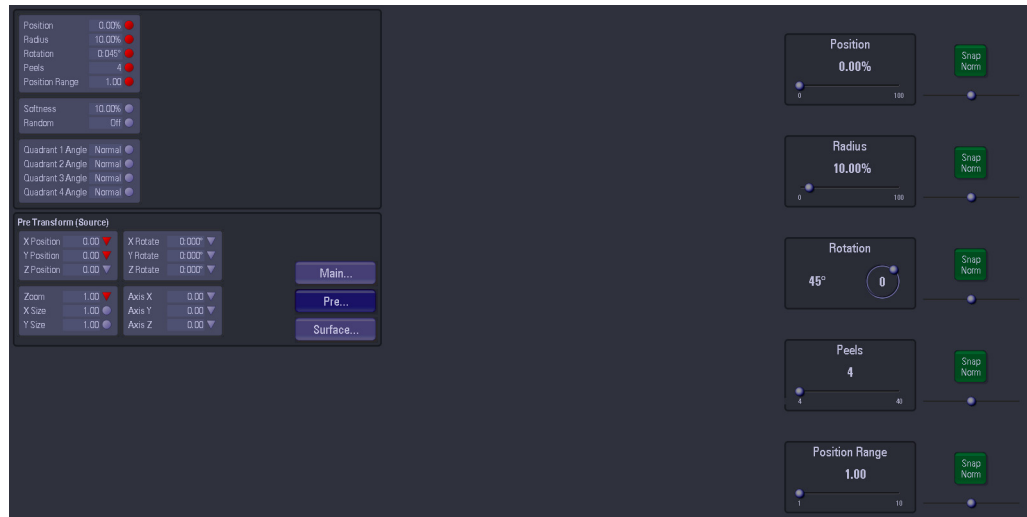 Position 0.00%
Radius 10.00%
Rotation 0:045°
Peels 4
Position Range 1.00
Softness 10.00%
Random Off
Quadrant 1 Angle Normal
Quadrant 2 Angle Normal
Quadrant 3 Angle Normal
Quadrant 4 Angle Normal
Pre Transform (Source)
X Position 0.00 X Rotate 0:000°
Y Position 0.00 Y Rotate 0:000°
Z Position 0.00 Z Rotate 0:000°
Zoom 1.00 Axis X 0.00
X Size 1.00 Axis Y 0.00
Y Size 1.00 Axis Z 0.00
Main...
Pre...
Surface...
Position
0.00%
0 100
Snap
Norm
Radius
10.00%
0 100
Snap
Norm
Rotation
45° 0
Snap
Norm
Peels
4
4 40
Snap
Norm
Position Range
1.00
1 10
Snap
Norm